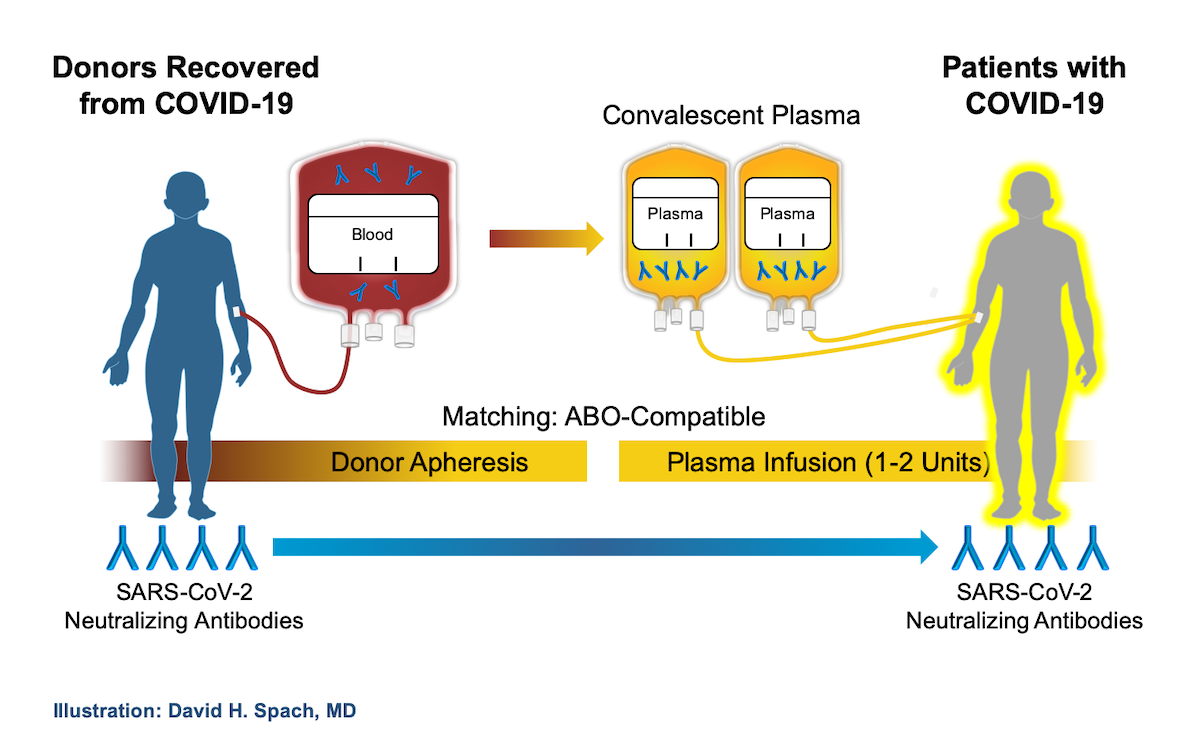 Donors Recovered
from COVID-19
Patients with
COVID-19
Convalescent Plasma
Blood
Plasma
Plasma
Matching: ABO-Compatible
Donor Apheresis
Plasma Infusion (1-2 Units)
SARS-CoV-2
Neutralizing Antibodies
SARS-CoV-2
Neutralizing Antibodies
Illustration: David H. Spach, MD